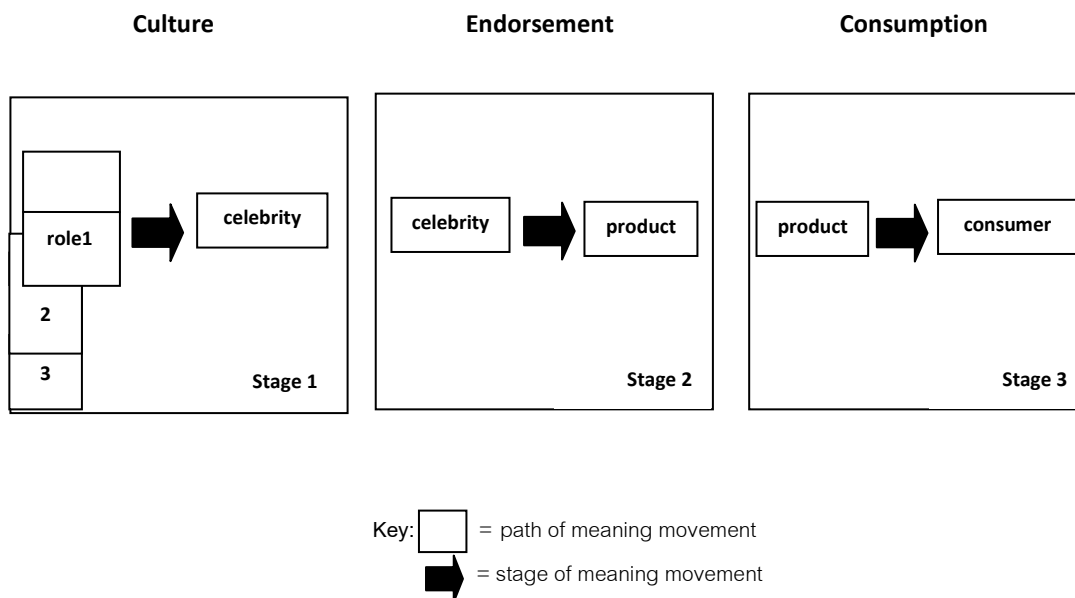 Culture
Endorsement
Consumption
role1
celebrity
2
3
Stage 1
celebrity
product
Stage 2
product
consumer
Stage 3
Key: = path of meaning movement
= stage of meaning movement